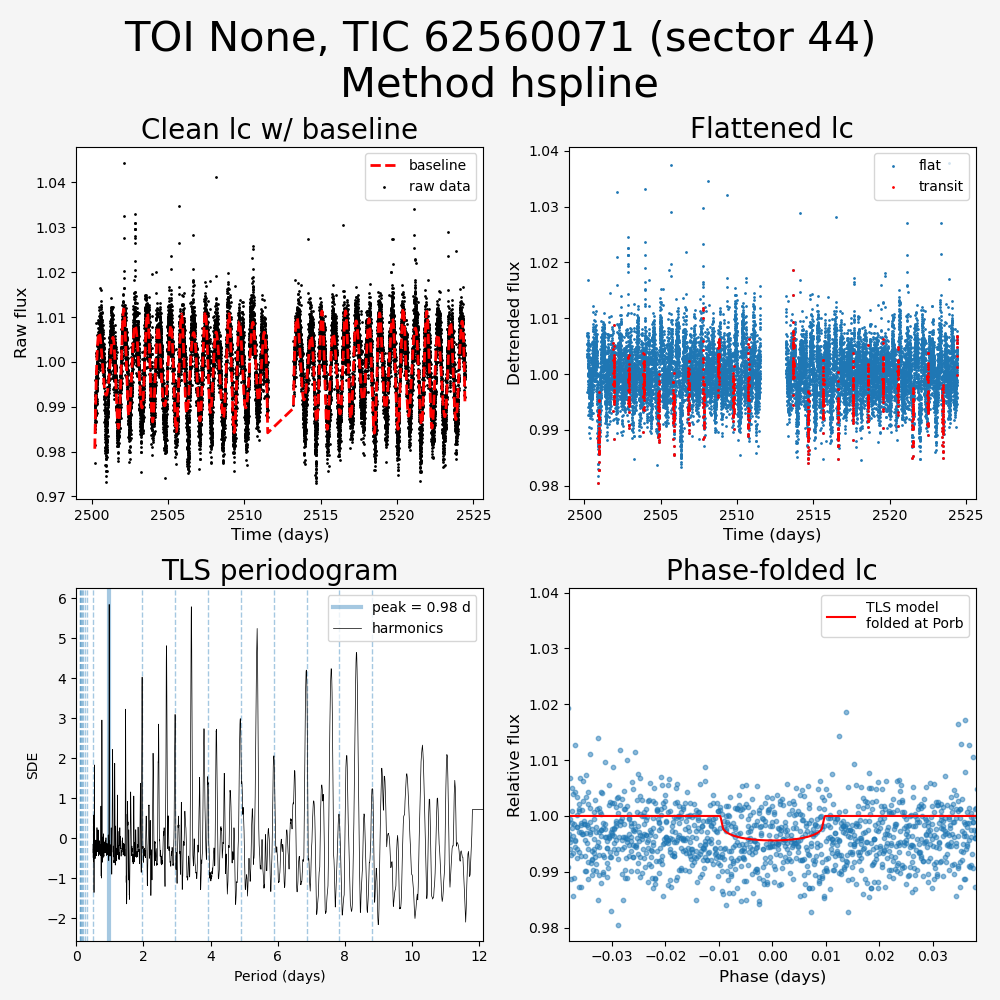 TOI None, TIC 62560071 (sector 44)
Method hspline
Clean lc w/ baseline
Raw flux
1.04
1.03
1.02
1.01
1.00
0.99
0.98
0.97
baseline
raw data
2500
2505
2510
2515
2520
2525
Time (days)
Flattened lc
Detrended flux
1.04
1.03
1.02
1.01
1.00
0.99
0.98
flat
transit
2500
2505
2510
2515
2520
2525
Time (days)
TLS periodogram
SDE
6
5
4
3
2
1
0
−1
−2
peak = 0.98 d
harmonics
0
2
4
6
8
10
12
Period (days)
Phase-folded lc
Relative flux
1.04
1.03
1.02
1.01
1.00
0.99
0.98
TLS model
folded at Porb
−0.03
−0.02
−0.01
0.00
0.01
0.02
0.03
Phase (days)